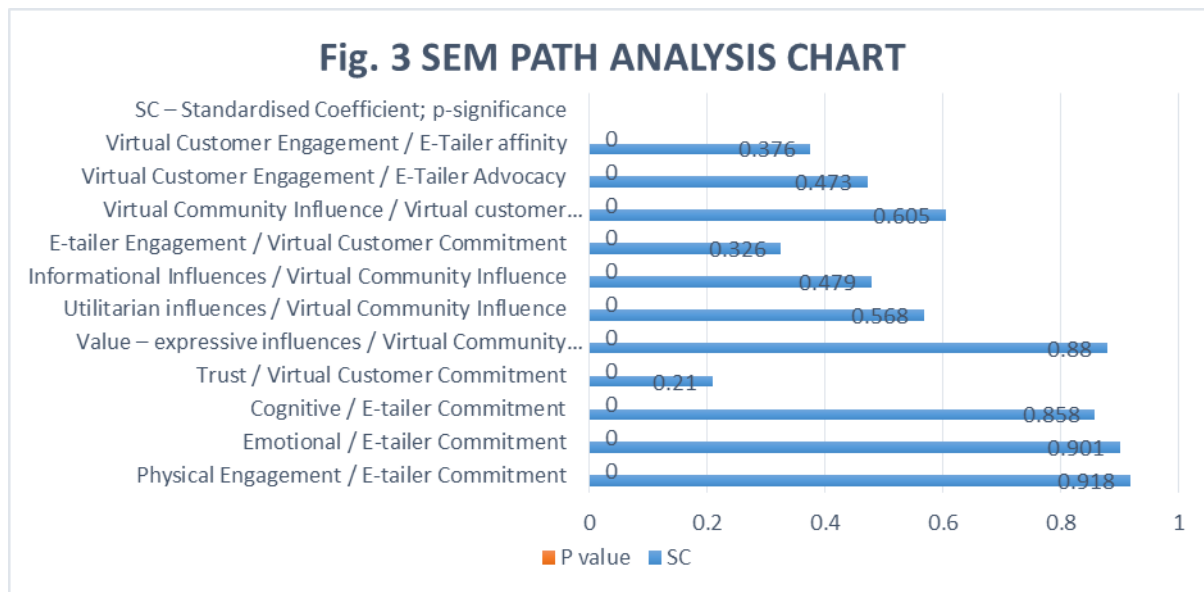 Fig. 3 SEM PATH ANALYSIS CHART
SC – Standardised Coefficient; p-significance
Virtual Customer Engagement / E-Tailer affinity 0 0.376
Virtual Customer Engagement / E-Tailer Advocacy 0 0.473
Virtual Community Influence / Virtual customer... 0 0.605
E-tailer Engagement / Virtual Customer Commitment 0 0.326
Informational Influences / Virtual Community Influence 0 0.479
Utilitarian influences / Virtual Community Influence 0 0.568
Value – expressive influences / Virtual Community... 0 0.88
Trust / Virtual Customer Commitment 0 0.21
Cognitive / E-tailer Commitment 0 0.858
Emotional / E-tailer Commitment 0 0.901
Physical Engagement / E-tailer Commitment 0 0.918
0 0.2 0.4 0.6 0.8 1
P value SC